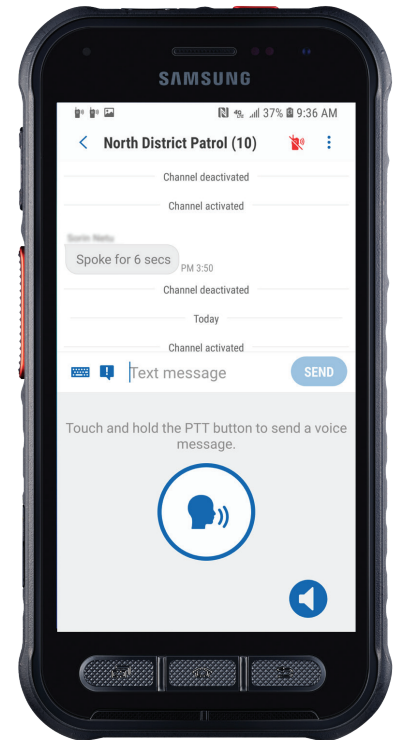 SAMSUNG
37% 9:36 AM
North District Patrol (10)
Channel deactivated
Channel activated
Spoke for 6 secs
PM 3:50
Channel deactivated
Today
Channel activated
Text message
SEND
Touch and hold the PTT button to send a voice
message.